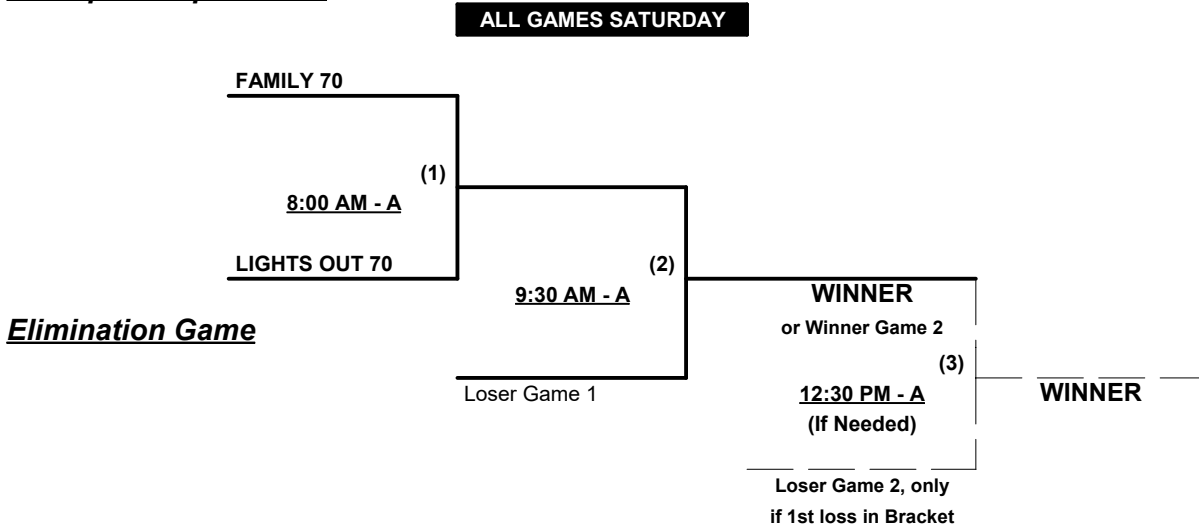 ALL GAMES SATURDAY
FAMILY 70
(1)
8:00 AM - A
LIGHTS OUT 70
(2)
9:30 AM - A
WINNER
or Winner Game 2
Elimination Game
(3)
Loser Game 1
12:30 PM - A
WINNER
(If Needed)
Loser Game 2, only
if 1st loss in Bracket